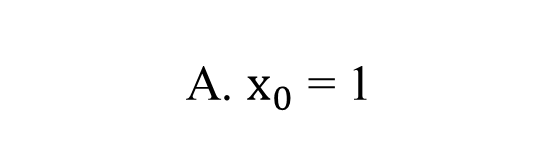 A. x₀ = 1